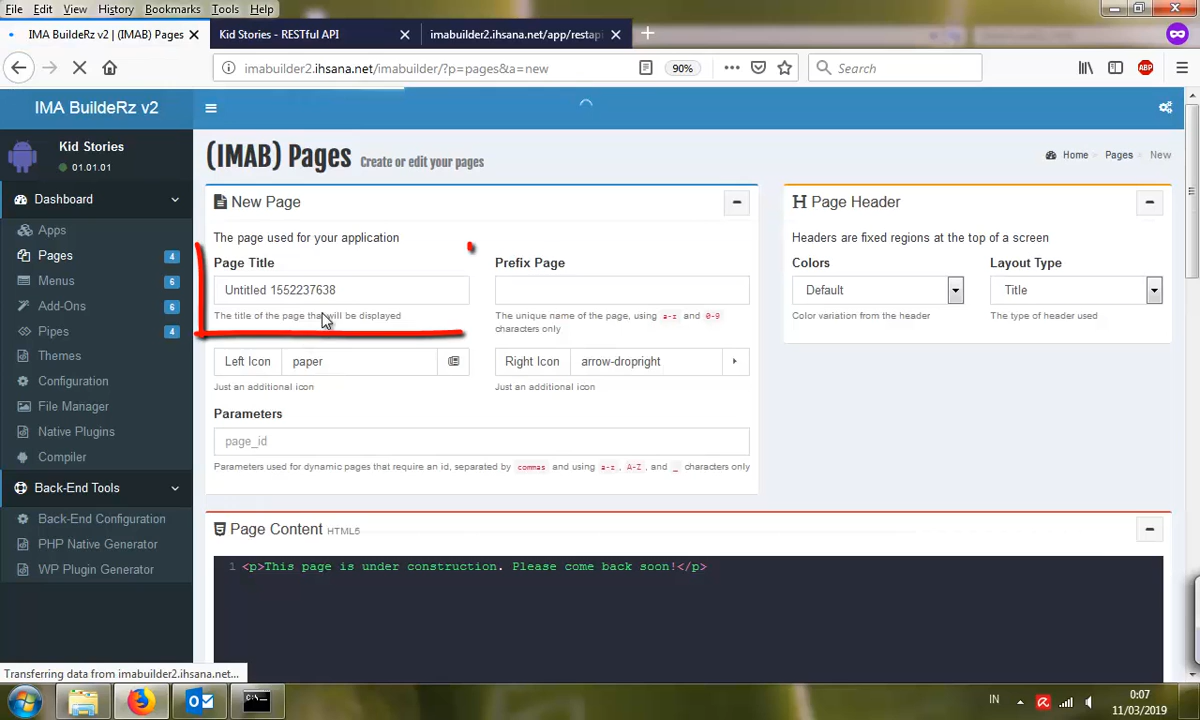 File Edit View History Bookmarks Tools Help
IMA BuildeRz v2 | (IMAB) Pages
Kid Stories - RESTful API
imabuilder2.ihsana.net/app/restapi
imabuilder2.ihsana.net/imabuilder/?p=pages&a=new
90%
Search
ABP
IMA BuildeRz v2
Kid Stories
01.01.01
Dashboard
Apps
Pages 4
Menus 6
Add-Ons 6
Pipes 4
Themes
Configuration
File Manager
Native Plugins
Compiler
Back-End Tools
Back-End Configuration
PHP Native Generator
WP Plugin Generator
(IMAB) Pages Create or edit your pages
Home Pages New
New Page
The page used for your application
Page Title
Untitled 1552237638
The title of the page that will be displayed
Prefix Page
The unique name of the page, using a-z and 0-9
characters only
Left Icon paper
Just an additional icon
Right Icon arrow-dropright
Just an additional icon
Parameters
page_id
Parameters used for dynamic pages that require an id, separated by commas and using a-z, A-Z, and _ characters only
Page Header
Headers are fixed regions at the top of a screen
Colors
Default
Color variation from the header
Layout Type
Title
The type of header used
Page Content HTML5
1 <p>This page is under construction. Please come back soon!</p>
Transferring data from imabuilder2.ihsana.net...
IN
0:07
11/03/2019